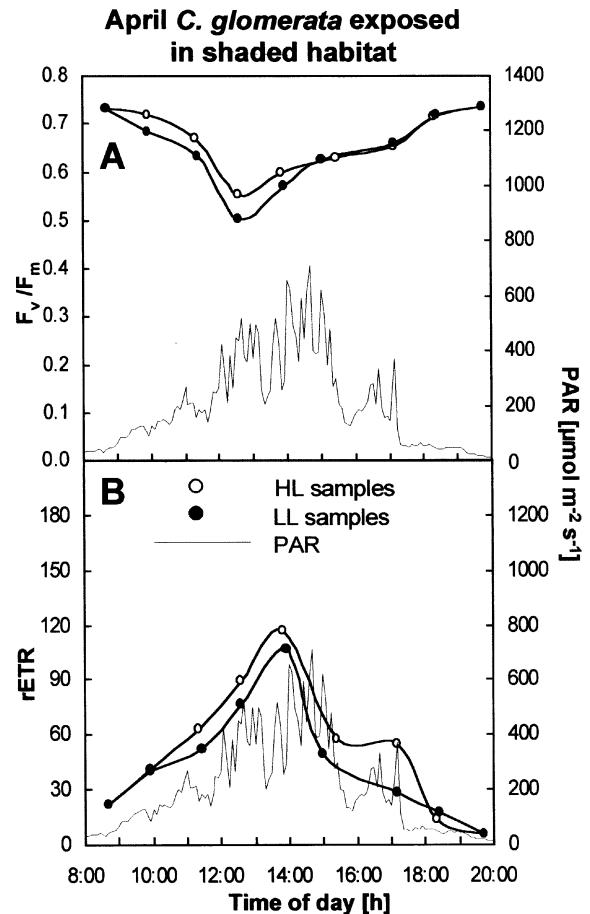 April C. glomerata exposed
in shaded habitat
0.8
0.7
0.6
0.5
0.4
0.3
0.2
0.1
0.0
Fv/Fm
A
1400
1200
1000
800
600
400
200
0
PAR [µmol m-2 s-1]
B
HL samples
LL samples
PAR
180
150
120
90
60
30
0
rETR
1200
1000
800
600
400
200
0
8:00 10:00 12:00 14:00 16:00 18:00 20:00
Time of day [h]